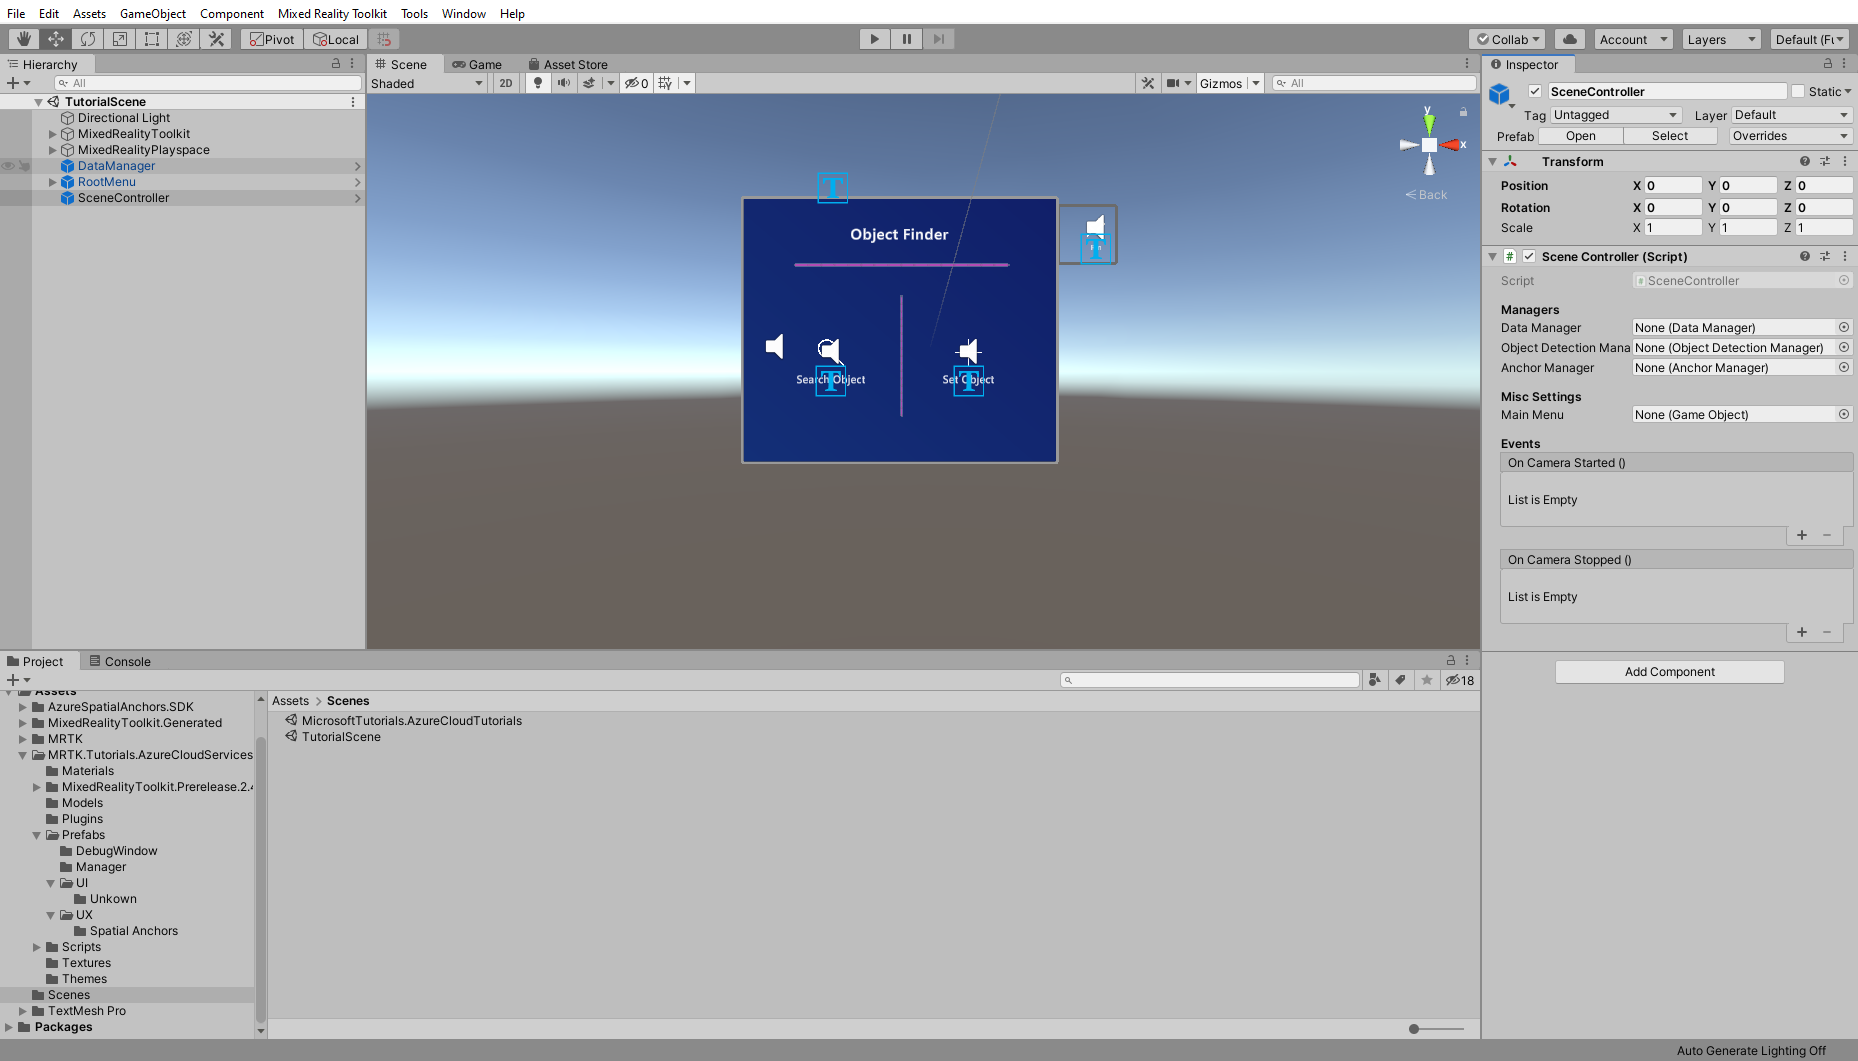 File Edit Assets GameObject Component Mixed Reality Toolkit Tools Window Help
Pivot Local Collab Account Layers Default (Fu
Hierarchy
All
TutorialScene
Directional Light
MixedRealityToolkit
MixedRealityPlayspace
DataManager
RootMenu
SceneController
Scene Game Asset Store
Shaded 2D 0 Gizmos All
y
x
Back
T
Object Finder
T
Search Object
T
Set Object
T
Inspector
SceneController Static
Tag Untagged Layer Default
Prefab Open Select Overrides
Transform
Position X 0 Y 0 Z 0
Rotation X 0 Y 0 Z 0
Scale X 1 Y 1 Z 1
# Scene Controller (Script)
Script # SceneController
Managers
Data Manager None (Data Manager)
Object Detection Mana None (Object Detection Manager)
Anchor Manager None (Anchor Manager)
Misc Settings
Main Menu None (Game Object)
Events
On Camera Started ()
List is Empty
+ −
On Camera Stopped ()
List is Empty
+ −
Add Component
Project Console
18
Assets
AzureSpatialAnchors.SDK
MixedRealityToolkit.Generated
MRTK
MRTK.Tutorials.AzureCloudServices
Materials
MixedRealityToolkit.Prerelease.2.4
Models
Plugins
Prefabs
DebugWindow
Manager
UI
Unkown
UX
Spatial Anchors
Scripts
Textures
Themes
Scenes
TextMesh Pro
Packages
Assets > Scenes
MicrosoftTutorials.AzureCloudTutorials
TutorialScene
Auto Generate Lighting Off